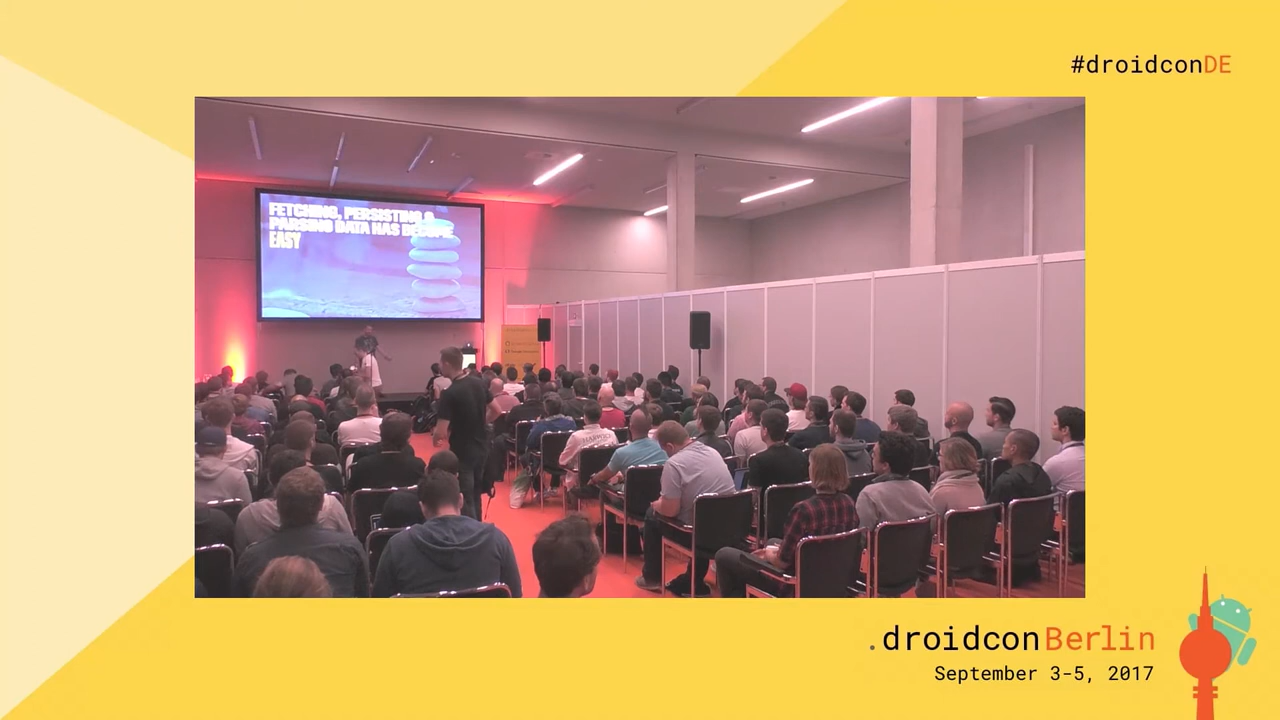 #droidconDE
FETCHING, PERSISTING &
PARSING DATA HAS BECOME
EASY
.droidconBerlin
September 3-5, 2017